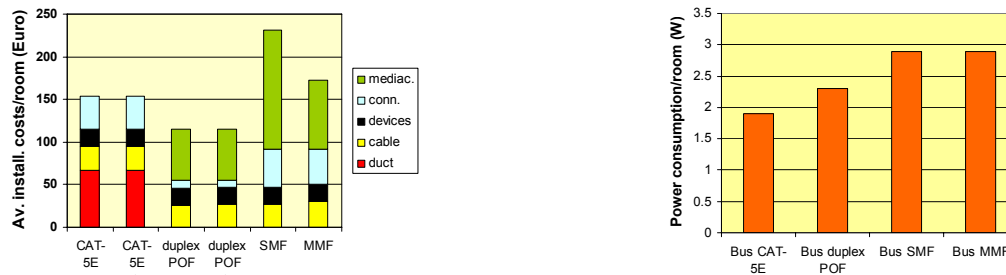 Av. install. costs/room (Euro)
250
200
150
100
50
0
CAT-
5E
CAT-
5E
duplex
POF
duplex
POF
SMF
MMF
mediac.
conn.
devices
cable
duct
Power consumption/room (W)
3.5
3
2.5
2
1.5
1
0.5
0
Bus CAT-
5E
Bus duplex
POF
Bus SMF
Bus MMF